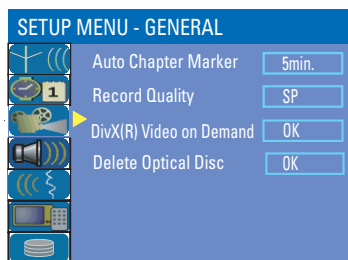 SETUP MENU - GENERAL
Auto Chapter Marker 5min.
Record Quality SP
DivX(R) Video on Demand OK
Delete Optical Disc OK
1